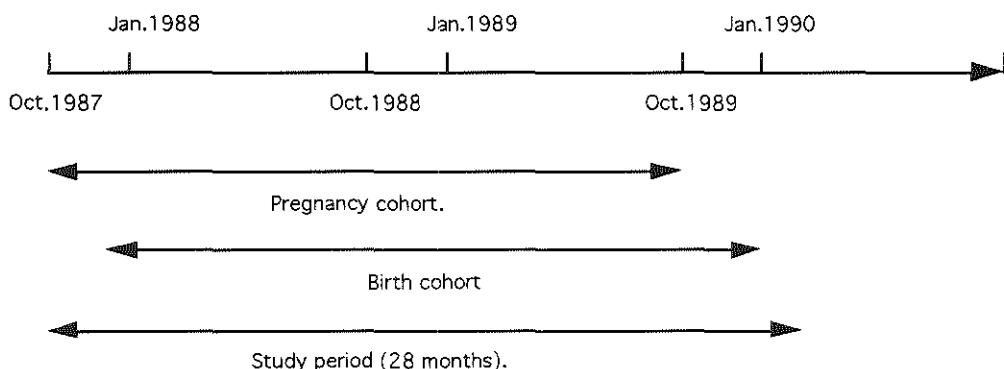 Jan.1988 Jan.1989 Jan.1990
Oct.1987 Oct.1988 Oct.1989
Pregnancy cohort.
Birth cohort
Study period (28 months).